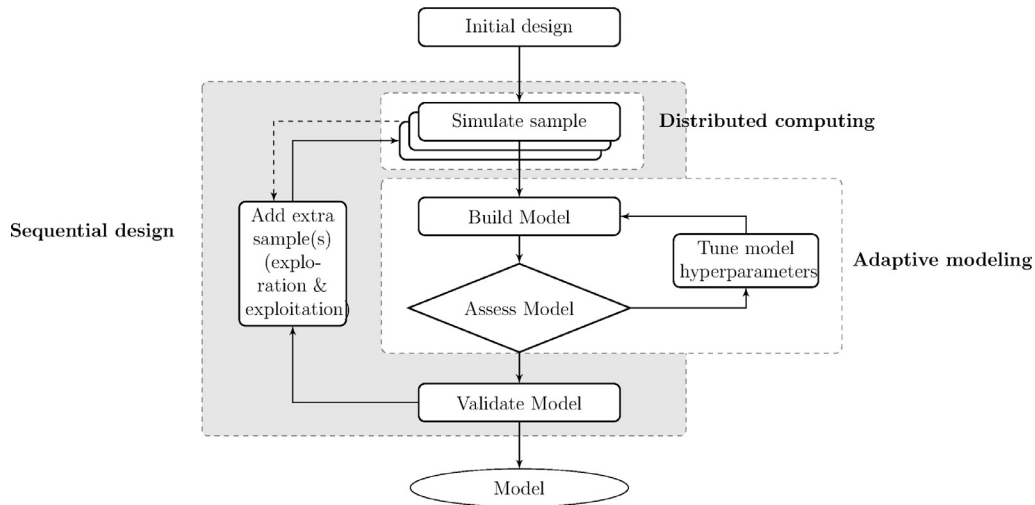 Initial design
Simulate sample
Distributed computing
Add extra
sample(s)
(explo-
ration &
exploitation)
Build Model
Sequential design
Tune model
hyperparameters
Adaptive modeling
Assess Model
Validate Model
Model